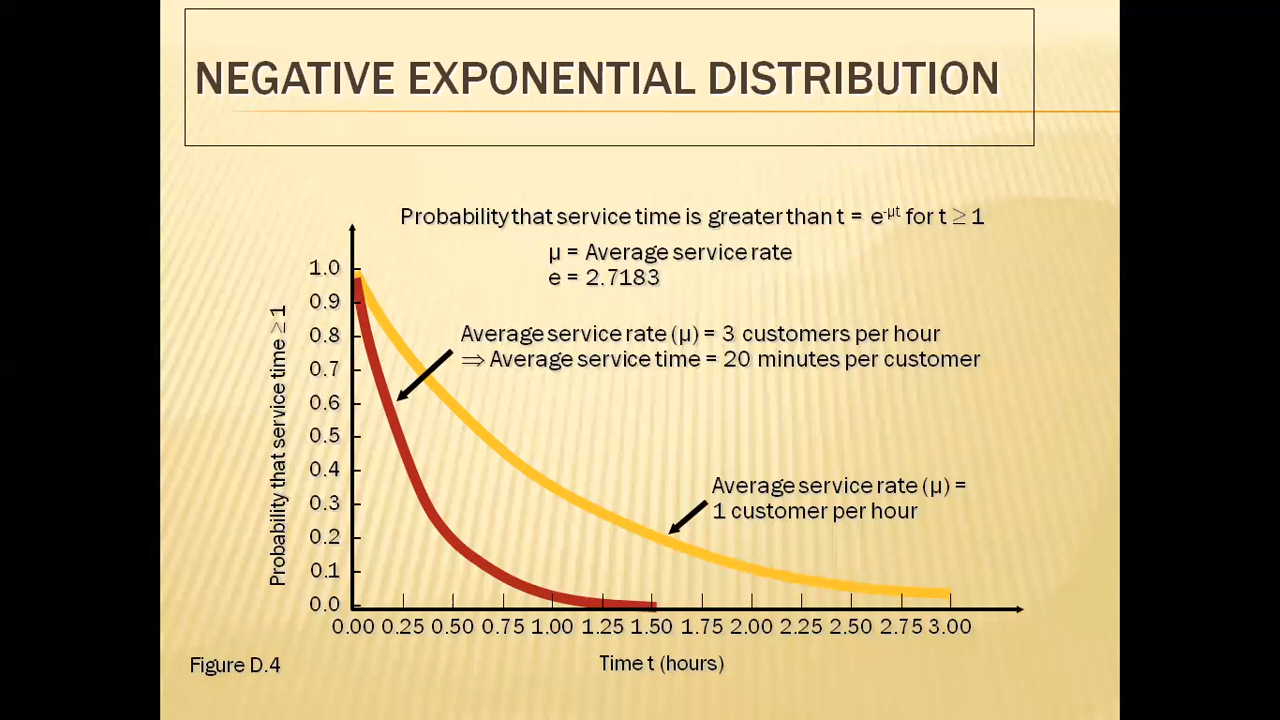 NEGATIVE EXPONENTIAL DISTRIBUTION
Probability that service time is greater than t = e^-µt for t ≥ 1
µ = Average service rate
e = 2.7183
Average service rate (µ) = 3 customers per hour
⇒ Average service time = 20 minutes per customer
Average service rate (µ) =
1 customer per hour
Probability that service time ≥ 1
1.0
0.9
0.8
0.7
0.6
0.5
0.4
0.3
0.2
0.1
0.0
0.00 0.25 0.50 0.75 1.00 1.25 1.50 1.75 2.00 2.25 2.50 2.75 3.00
Time t (hours)
Figure D.4